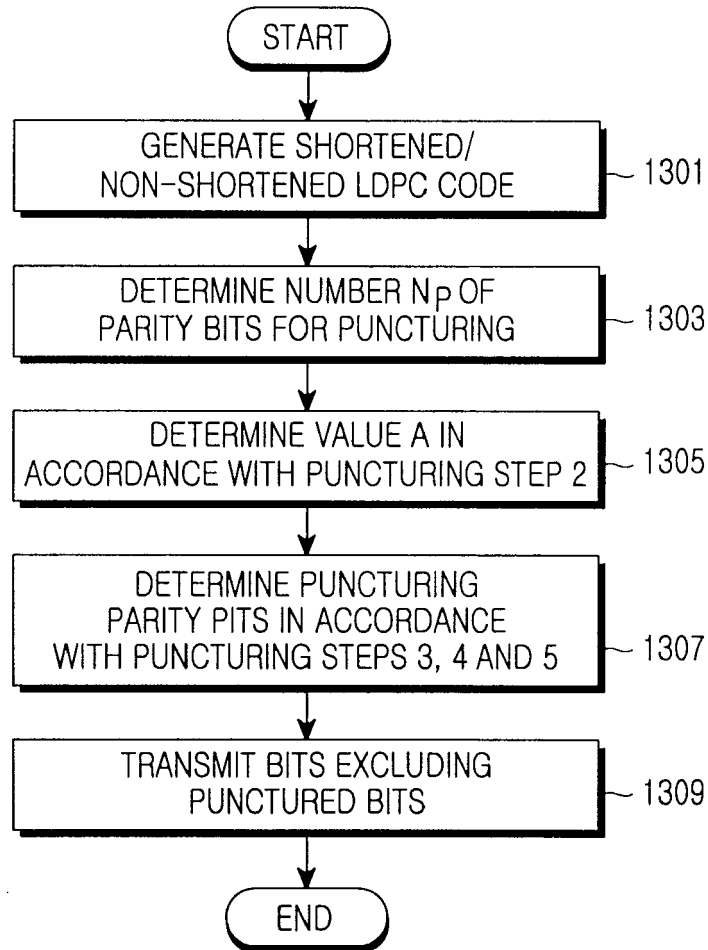 START
GENERATE SHORTENED/
NON-SHORTENED LDPC CODE
1301
DETERMINE NUMBER Np OF
PARITY BITS FOR PUNCTURING
1303
DETERMINE VALUE A IN
ACCORDANCE WITH PUNCTURING STEP 2
1305
DETERMINE PUNCTURING
PARITY PITS IN ACCORDANCE
WITH PUNCTURING STEPS 3, 4 AND 5
1307
TRANSMIT BITS EXCLUDING
PUNCTURED BITS
1309
END